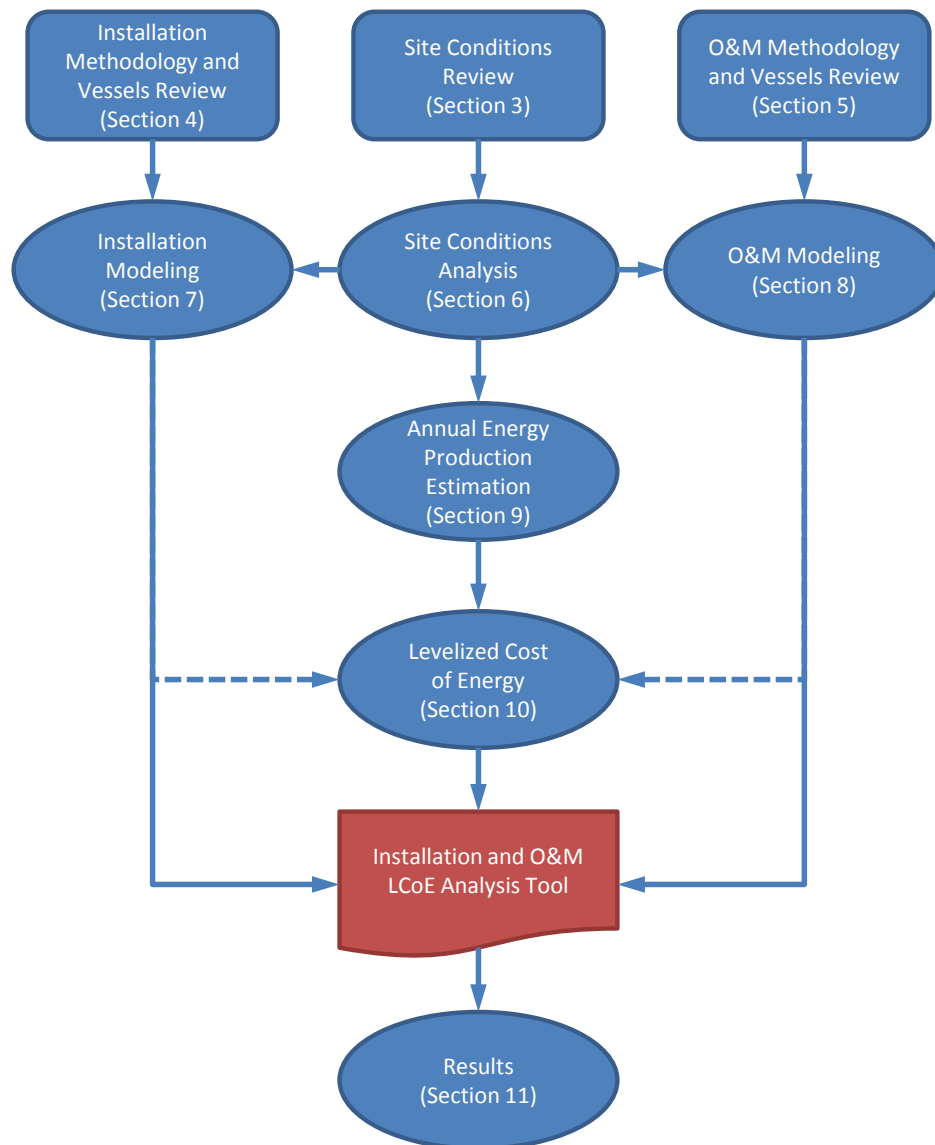 Installation
Methodology and
Vessels Review
(Section 4)
Site Conditions
Review
(Section 3)
O&M Methodology
and Vessels Review
(Section 5)
Installation
Modeling
(Section 7)
Site Conditions
Analysis
(Section 6)
O&M Modeling
(Section 8)
Annual Energy
Production
Estimation
(Section 9)
Levelized Cost
of Energy
(Section 10)
Installation and O&M
LCoE Analysis Tool
Results
(Section 11)